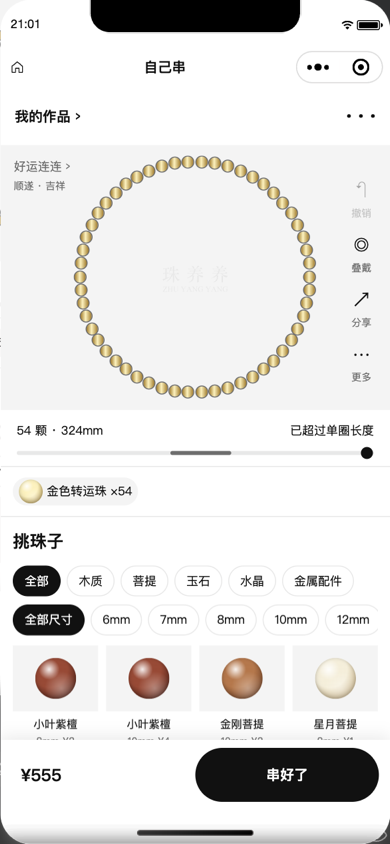 21:01
自己串
我的作品 ›
好运连连 ›
顺遂 · 吉祥
珠养养
撤销
叠戴
分享
更多
54 颗 · 324mm
已超过单圈长度
金色转运珠 ×54
挑珠子
全部 木质 菩提 玉石 水晶 金属配件
全部尺寸 6mm 7mm 8mm 10mm 12mm
小叶紫檀 小叶紫檀 金刚菩提 星月菩提
¥555
串好了